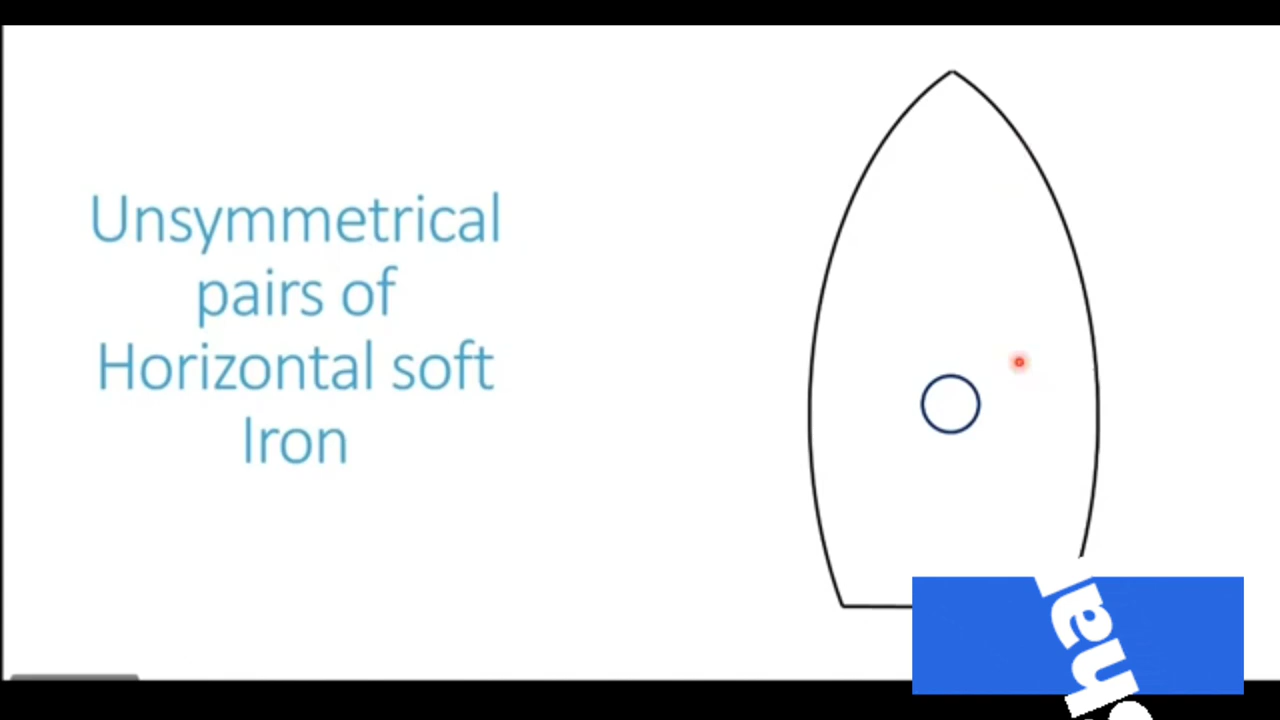 Unsymmetrical
pairs of
Horizontal soft
Iron